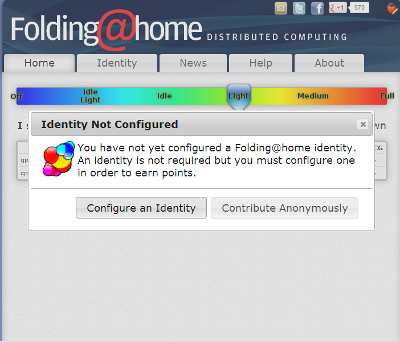 +1 570
Folding@home DISTRIBUTED COMPUTING
Home Identity News Help About
Off Idle Light Idle Light Medium Full
I s wn
Identity Not Configured
You have not yet configured a Folding@home identity.
An identity is not required but you must configure one
in order to earn points.
Configure an Identity Contribute Anonymously